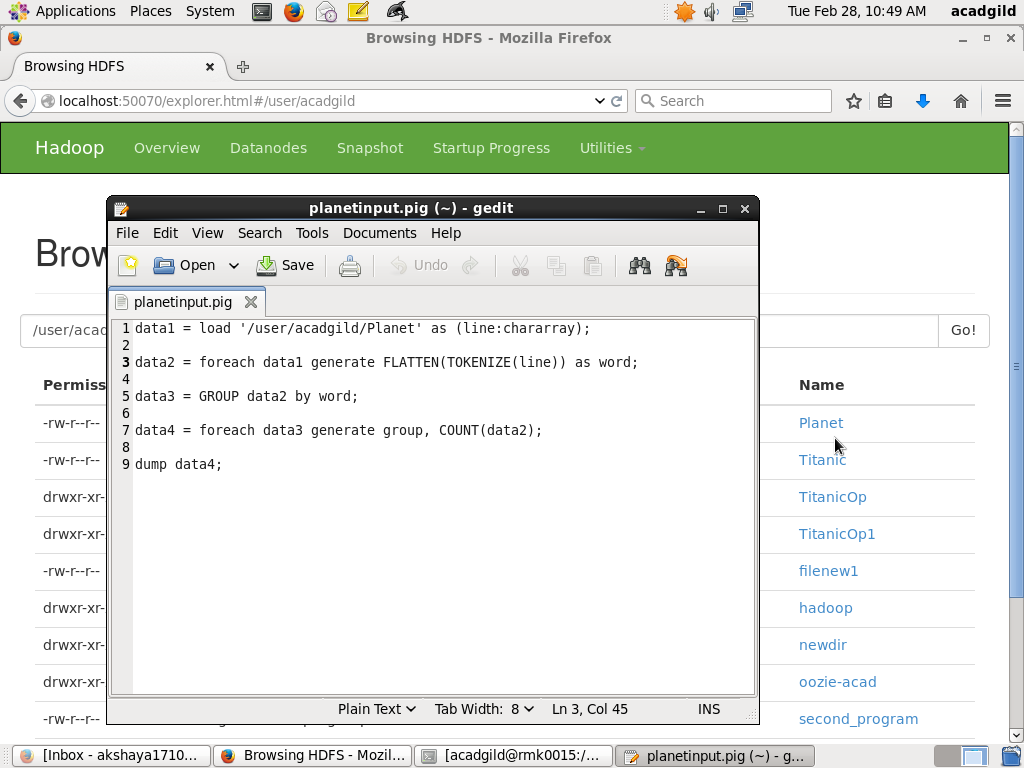 Applications Places System Tue Feb 28, 10:49 AM acadgild
Browsing HDFS - Mozilla Firefox
Browsing HDFS
localhost:50070/explorer.html#/user/acadgild Search
Hadoop Overview Datanodes Snapshot Startup Progress Utilities
planetinput.pig (~) - gedit
File Edit View Search Tools Documents Help
Open Save Undo
planetinput.pig
1 data1 = load '/user/acadgild/Planet' as (line:chararray);
2
3 data2 = foreach data1 generate FLATTEN(TOKENIZE(line)) as word;
4
5 data3 = GROUP data2 by word;
6
7 data4 = foreach data3 generate group, COUNT(data2);
8
9 dump data4;
Plain Text Tab Width: 8 Ln 3, Col 45 INS
Brow
/user/acad Go!
Permiss Name
-rw-r--r-- Planet
-rw-r--r-- Titanic
drwxr-xr- TitanicOp
drwxr-xr- TitanicOp1
-rw-r--r-- filenew1
drwxr-xr- hadoop
drwxr-xr- newdir
drwxr-xr- oozie-acad
-rw-r--r-- second_program
[Inbox - akshaya1710... Browsing HDFS - Mozil... [acadgild@rmk0015:/... planetinput.pig (~) - g...